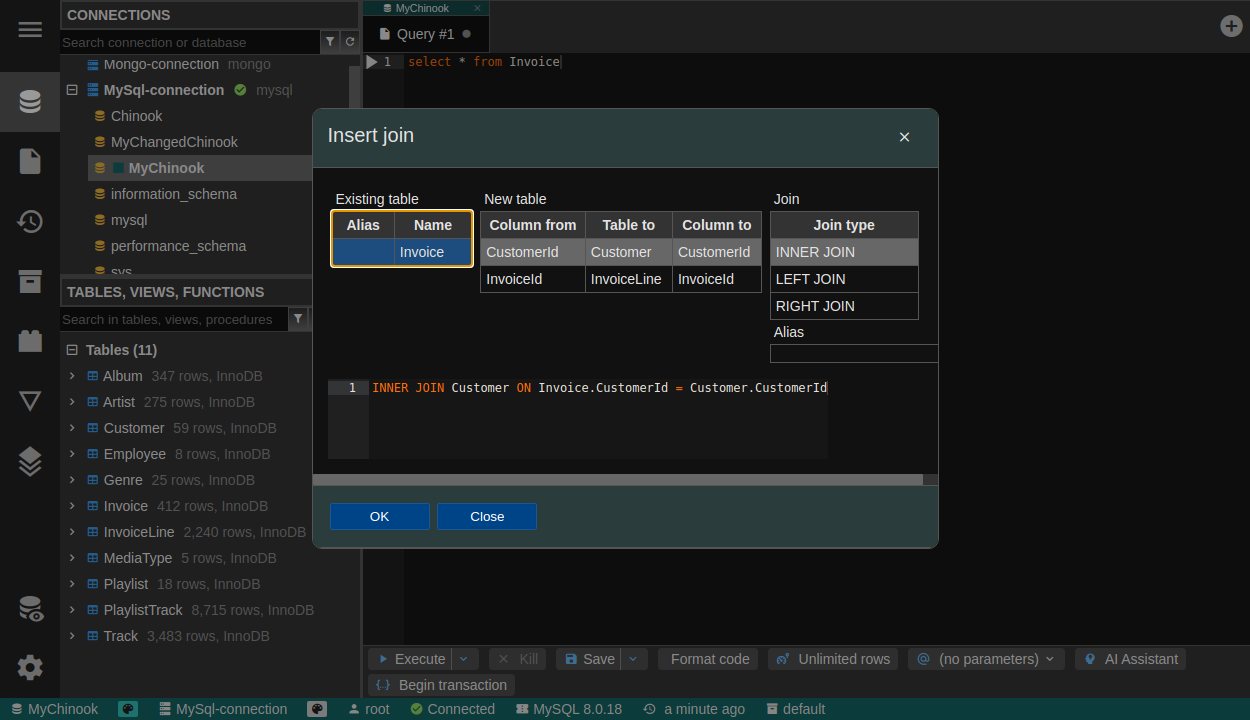 CONNECTIONS
Search connection or database
Mongo-connection mongo
MySql-connection mysql
Chinook
MyChangedChinook
MyChinook
information_schema
mysql
performance_schema
sys
TABLES, VIEWS, FUNCTIONS
Search in tables, views, procedures
Tables (11)
Album 347 rows, InnoDB
Artist 275 rows, InnoDB
Customer 59 rows, InnoDB
Employee 8 rows, InnoDB
Genre 25 rows, InnoDB
Invoice 412 rows, InnoDB
InvoiceLine 2,240 rows, InnoDB
MediaType 5 rows, InnoDB
Playlist 18 rows, InnoDB
PlaylistTrack 8,715 rows, InnoDB
Track 3,483 rows, InnoDB
MyChinook
Query #1
1 select * from Invoice
Insert join
Existing table New table Join
Alias Name Column from Table to Column to Join type
Invoice CustomerId Customer CustomerId INNER JOIN
InvoiceId InvoiceLine InvoiceId LEFT JOIN
RIGHT JOIN
Alias
1 INNER JOIN Customer ON Invoice.CustomerId = Customer.CustomerId
OK Close
Execute Kill Save Format code Unlimited rows (no parameters) AI Assistant
Begin transaction
MyChinook MySql-connection root Connected MySQL 8.0.18 a minute ago default